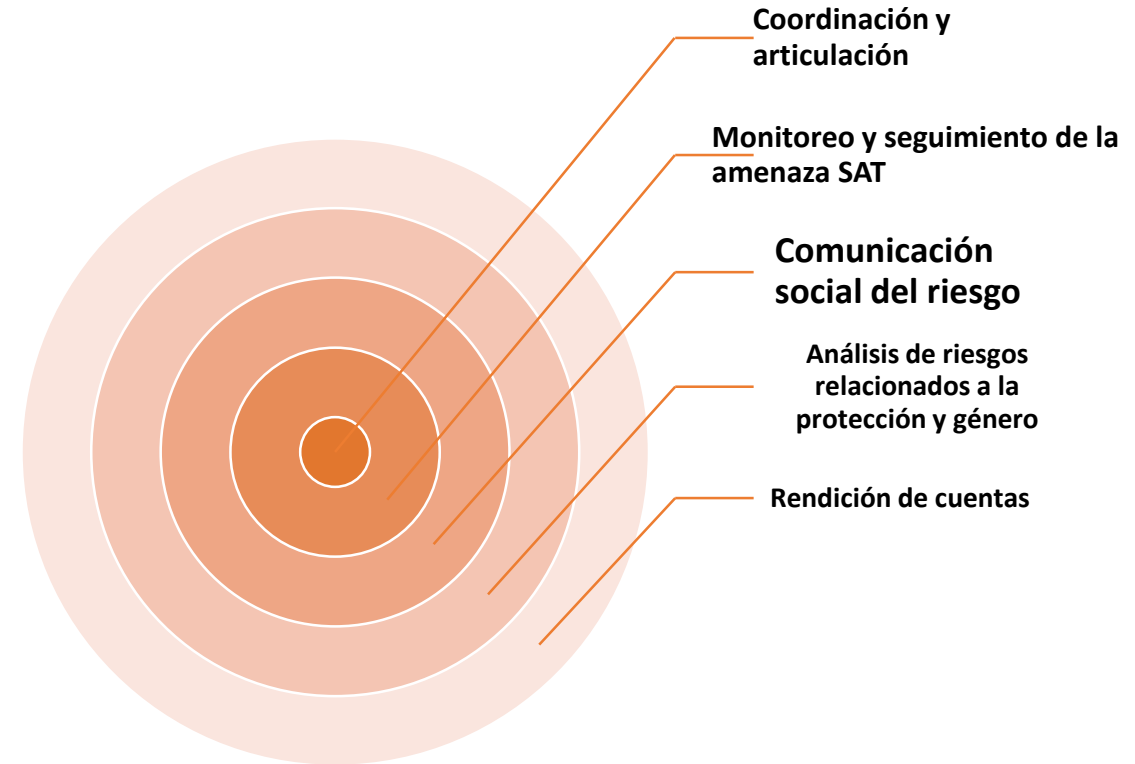 Coordinación y
articulación
Monitoreo y seguimiento de la
amenaza SAT
Comunicación
social del riesgo
Análisis de riesgos
relacionados a la
protección y género
Rendición de cuentas